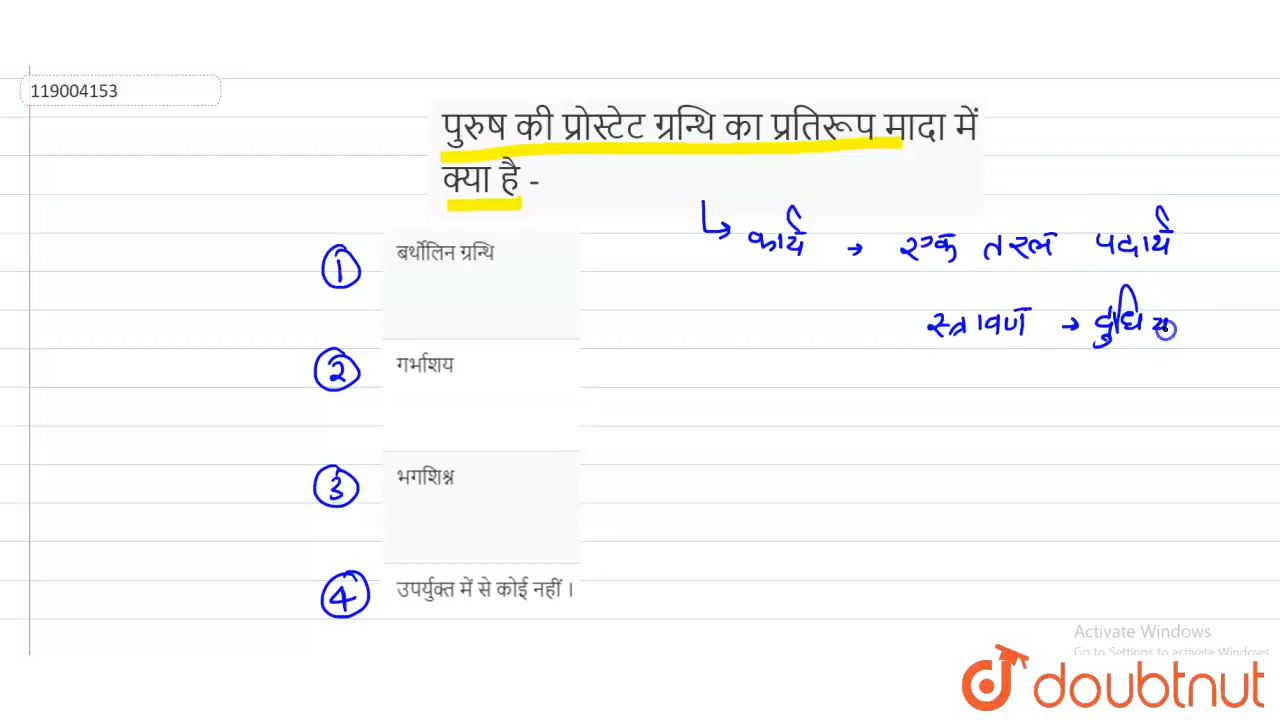 119004153
पुरुष की प्रोस्टेट ग्रन्थि का प्रतिरूप मादा में
क्या है -
कार्य → एक तरल पदार्थ
स्त्रावण → दुधिय
① बर्थोलिन ग्रन्थि
② गर्भाशय
③ भगशिश्न
④ उपर्युक्त में से कोई नहीं ।
Activate Windows
Go to Settings to activate Windows.
doubtnut